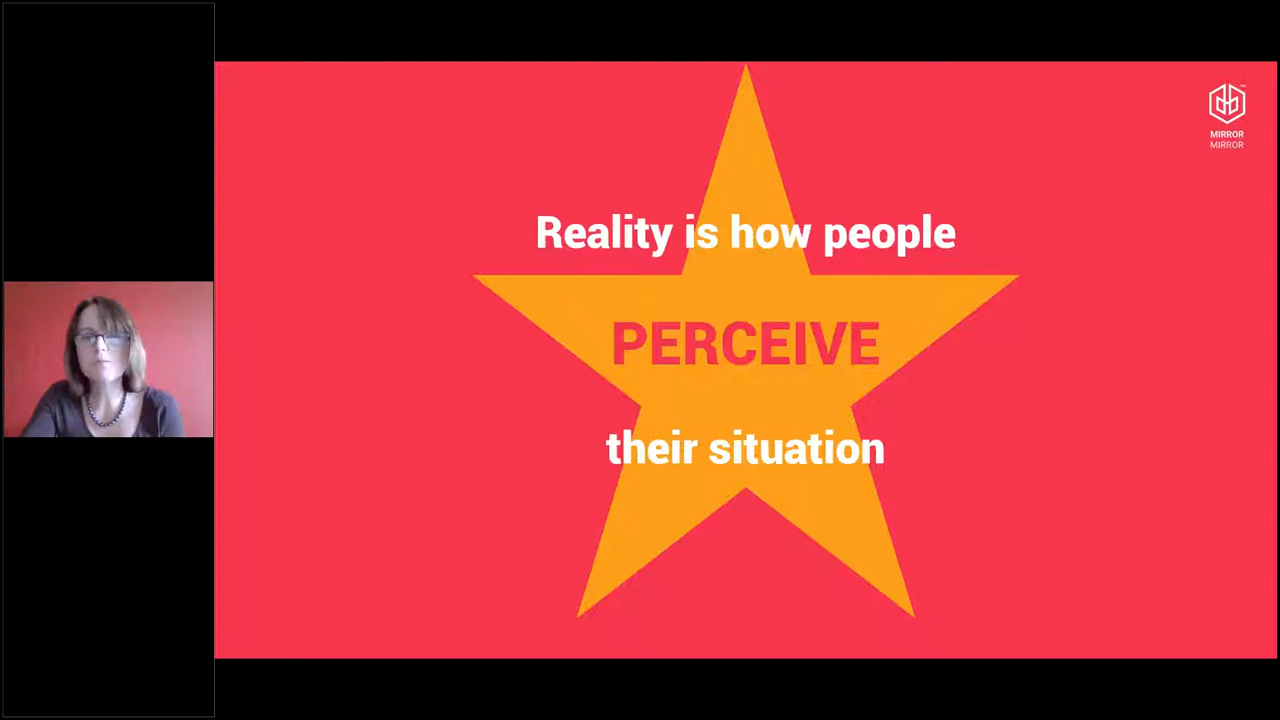 MIRROR
MIRROR
Reality is how people
PERCEIVE
their situation